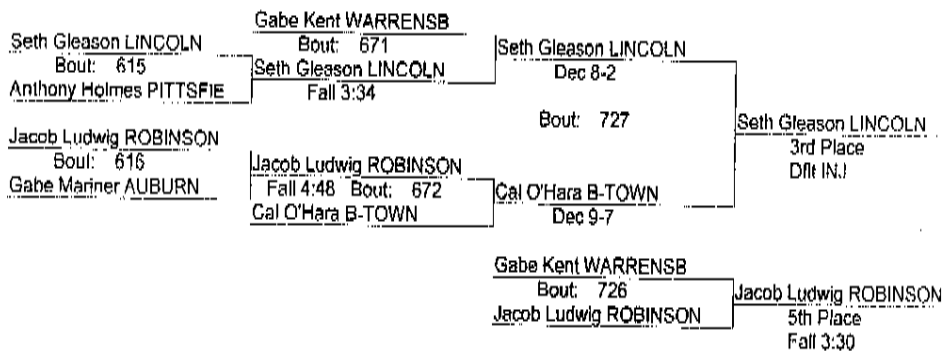 Gabe Kent WARRENSB
Seth Gleason LINCOLN
Bout: 671
Seth Gleason LINCOLN
Bout: 615
Seth Gleason LINCOLN
Dec 8-2
Anthony Holmes PITTSFIE
Fall 3:34
Bout: 727
Seth Gleason LINCOLN
Jacob Ludwig ROBINSON
3rd Place
Bout: 616
Jacob Ludwig ROBINSON
Dflt INJ
Gabe Mariner AUBURN
Fall 4:48 Bout: 672
Cal O'Hara B-TOWN
Cal O'Hara B-TOWN
Dec 9-7
Gabe Kent WARRENSB
Bout: 726
Jacob Ludwig ROBINSON
Jacob Ludwig ROBINSON
5th Place
Fall 3:30